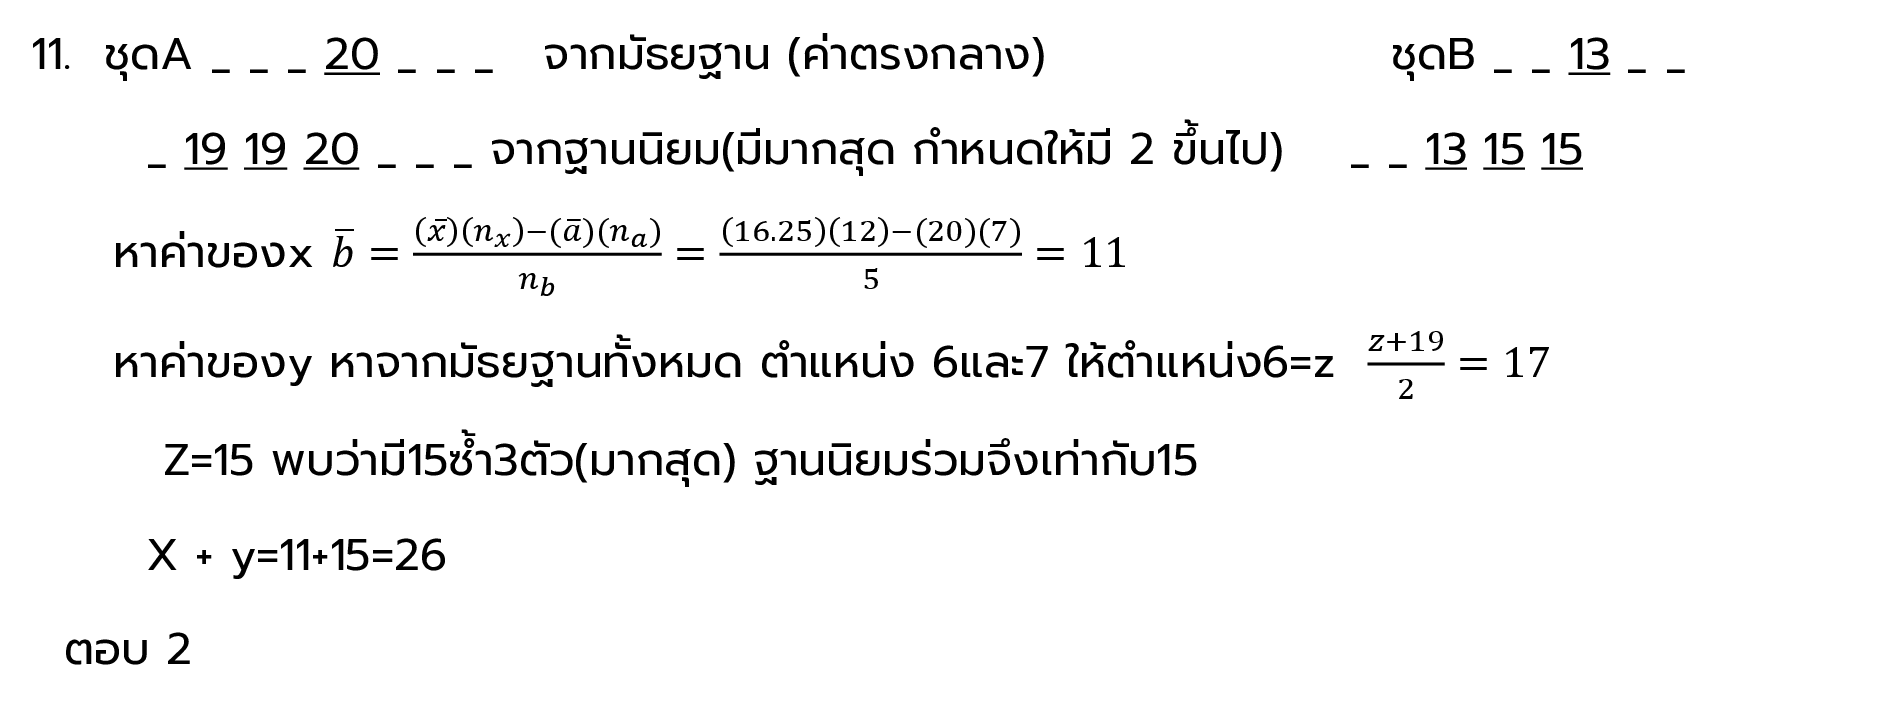 11. ชุดA _ _ _ 20 _ _ _ จากมัธยฐาน (ค่าตรงกลาง) ชุดB _ _ 13 _ _
_ 19 19 20 _ _ _ จากฐานนิยม(มีมากสุด กำหนดให้มี 2 ขึ้นไป) _ _ 13 15 15
หาค่าของx b̄ = (x̄)(nₓ)−(ā)(nₐ)/n_b = (16.25)(12)−(20)(7)/5 = 11
หาค่าของy หาจากมัธยฐานทั้งหมด ตำแหน่ง 6และ7 ให้ตำแหน่ง6=z z+19/2 = 17
Z=15 พบว่ามี15ซ้ำ3ตัว(มากสุด) ฐานนิยมร่วมจึงเท่ากับ15
X + y=11+15=26
ตอบ 2